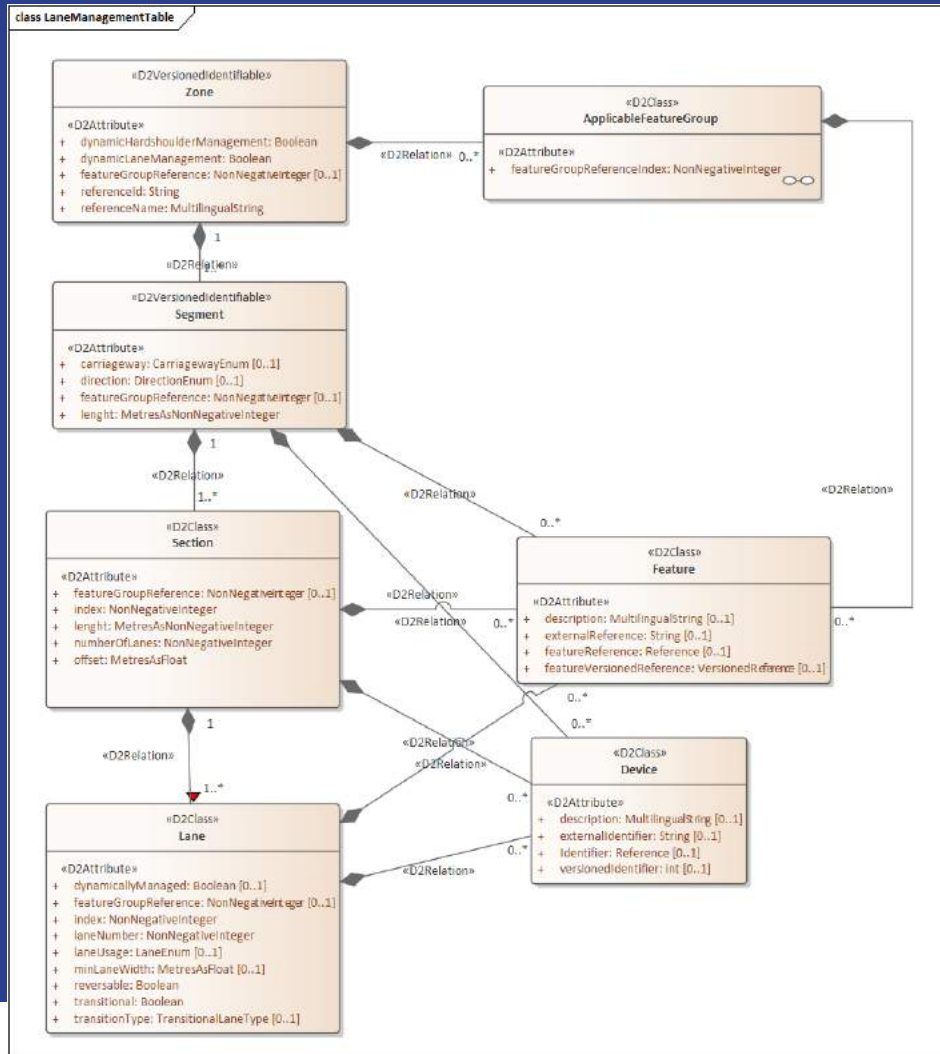 class LaneManagementTable
«D2VersionedIdentifiable»
Zone
«D2Attribute»
+ dynamicHardshoulderManagement: Boolean
+ dynamicLaneManagement: Boolean
+ featureGroupReference: NonNegativeInteger [0..1]
+ referenceId: String
+ referenceName: MultilingualString
«D2Class»
ApplicableFeatureGroup
«D2Attribute»
+ featureGroupReferenceIndex: NonNegativeInteger
«D2Relation» 0..*
1
«D2Relation»
1..*
«D2VersionedIdentifiable»
Segment
«D2Attribute»
+ carriageway: CarriagewayEnum [0..1]
+ direction: DirectionEnum [0..1]
+ featureGroupReference: NonNegativeInteger [0..1]
+ lenght: MetresAsNonNegativeInteger
1
«D2Relation»
1..*
«D2Relation»
0..*
«D2Relation»
0..*
«D2Class»
Section
«D2Attribute»
+ featureGroupReference: NonNegativeInteger [0..1]
+ index: NonNegativeInteger
+ lenght: MetresAsNonNegativeInteger
+ numberOfLanes: NonNegativeInteger
+ offset: MetresAsFloat
«D2Relation»
«D2Relation»
0..*
«D2Class»
Feature
«D2Attribute»
+ description: MultilingualString [0..1]
+ externalReference: String [0..1]
+ featureReference: Reference [0..1]
+ featureVersionedReference: VersionedReference [0..1]
0..*
0..*
1
«D2Relation»
1..*
«D2Relation»
«D2Relation»
0..*
«D2Class»
Device
«D2Attribute»
+ description: MultilingualString [0..1]
+ externalIdentifier: String [0..1]
+ Identifier: Reference [0..1]
+ versionedIdentifier: int [0..1]
0..*
«D2Relation»
«D2Class»
Lane
«D2Attribute»
+ dynamicallyManaged: Boolean [0..1]
+ featureGroupReference: NonNegativeInteger [0..1]
+ index: NonNegativeInteger
+ laneNumber: NonNegativeInteger
+ laneUsage: LaneEnum [0..1]
+ minLaneWidth: MetresAsFloat [0..1]
+ reversable: Boolean
+ transitional: Boolean
+ transitionType: TransitionalLaneType [0..1]